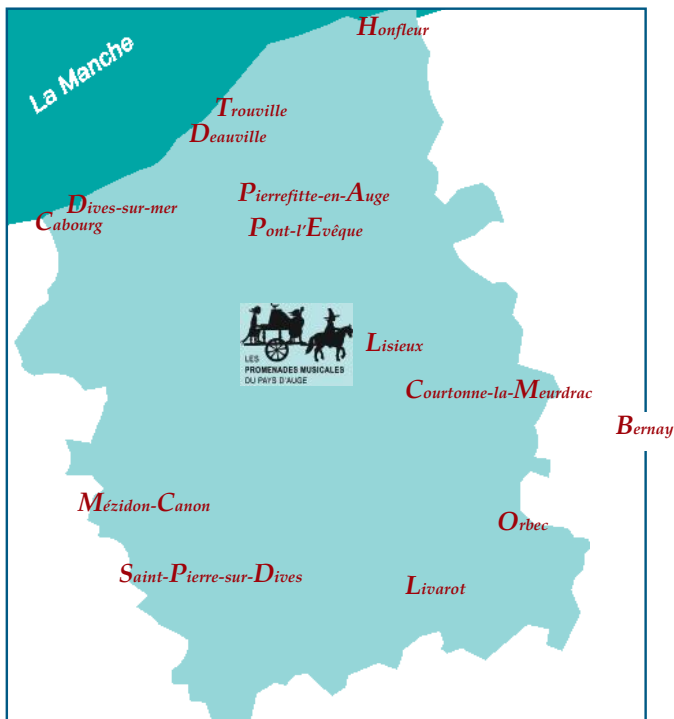 Honfleur
La Manche
Trouville
Deauville
Pierrefitte-en-Auge
Dives-sur-mer
Cabourg
Pont-l'Evêque
Lisieux
LES
PROMENADES MUSICALES
DU PAYS D'AUGE
Courtonne-la-Meurdrac
Bernay
Mézidon-Canon
Orbec
Saint-Pierre-sur-Dives
Livarot